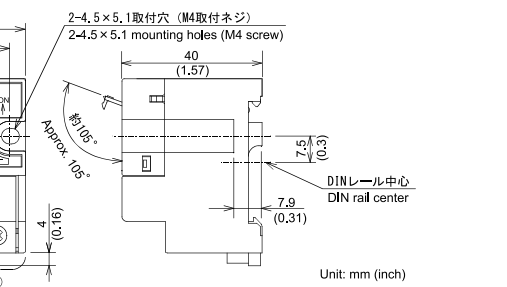 2-4.5×5.1取付穴（M4取付ネジ）
2-4.5×5.1 mounting holes (M4 screw)
40
(1.57)
ON
約105°
Approx. 105°
7.5
(0.3)
DINレール中心
DIN rail center
7.9
(0.31)
4
(0.16)
Unit: mm (inch)